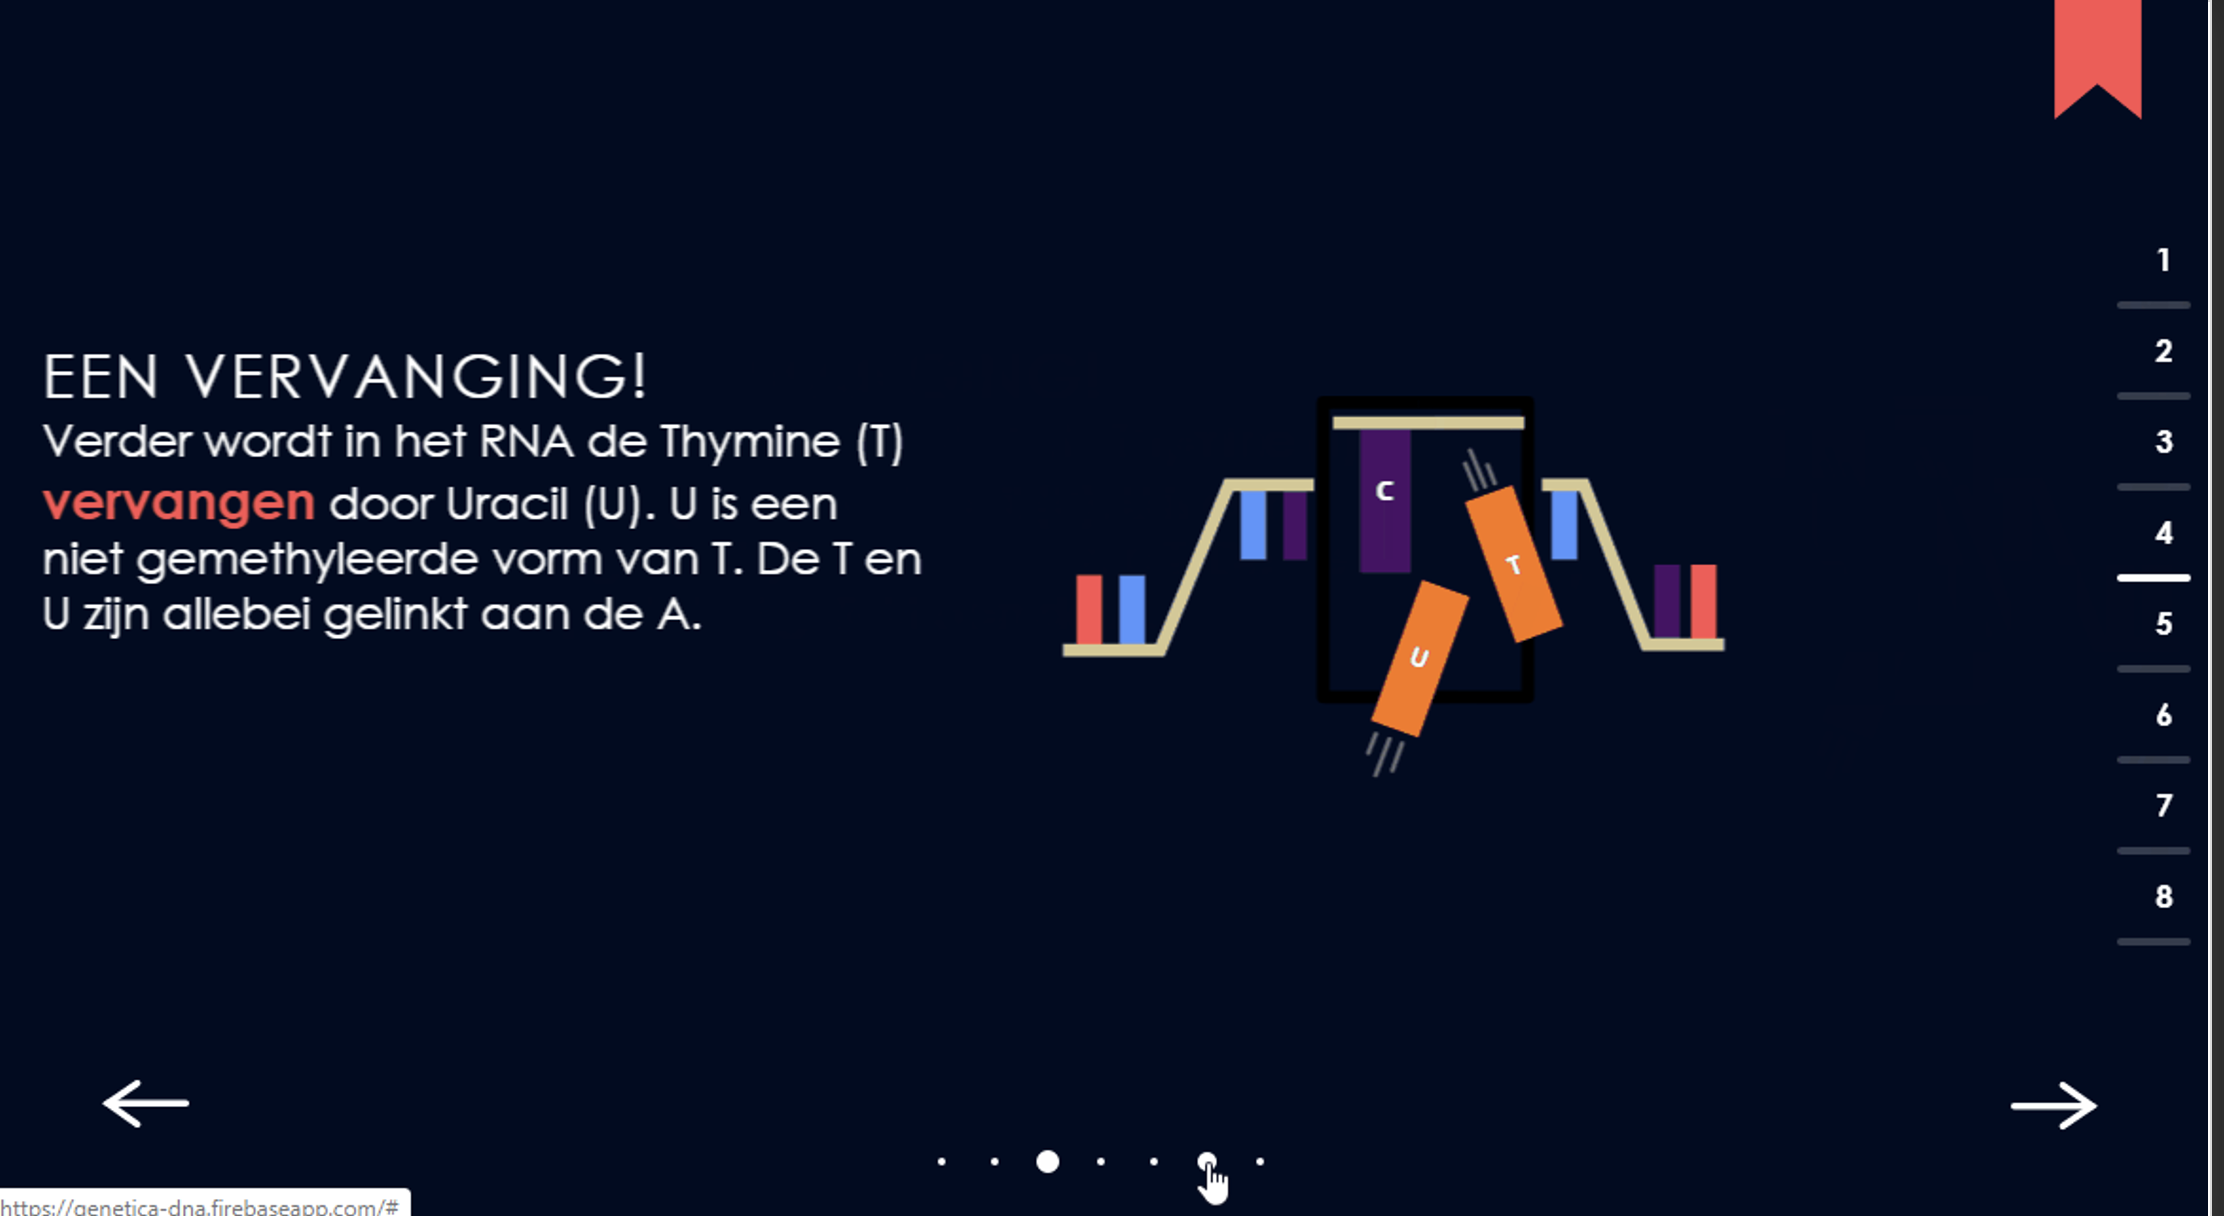 EEN VERVANGING!
Verder wordt in het RNA de Thymine (T)
vervangen door Uracil (U). U is een
niet gemethyleerde vorm van T. De T en
U zijn allebei gelinkt aan de A.
C
T
U
1
2
3
4
5
6
7
8
https://genetica-dna.firebaseapp.com/#